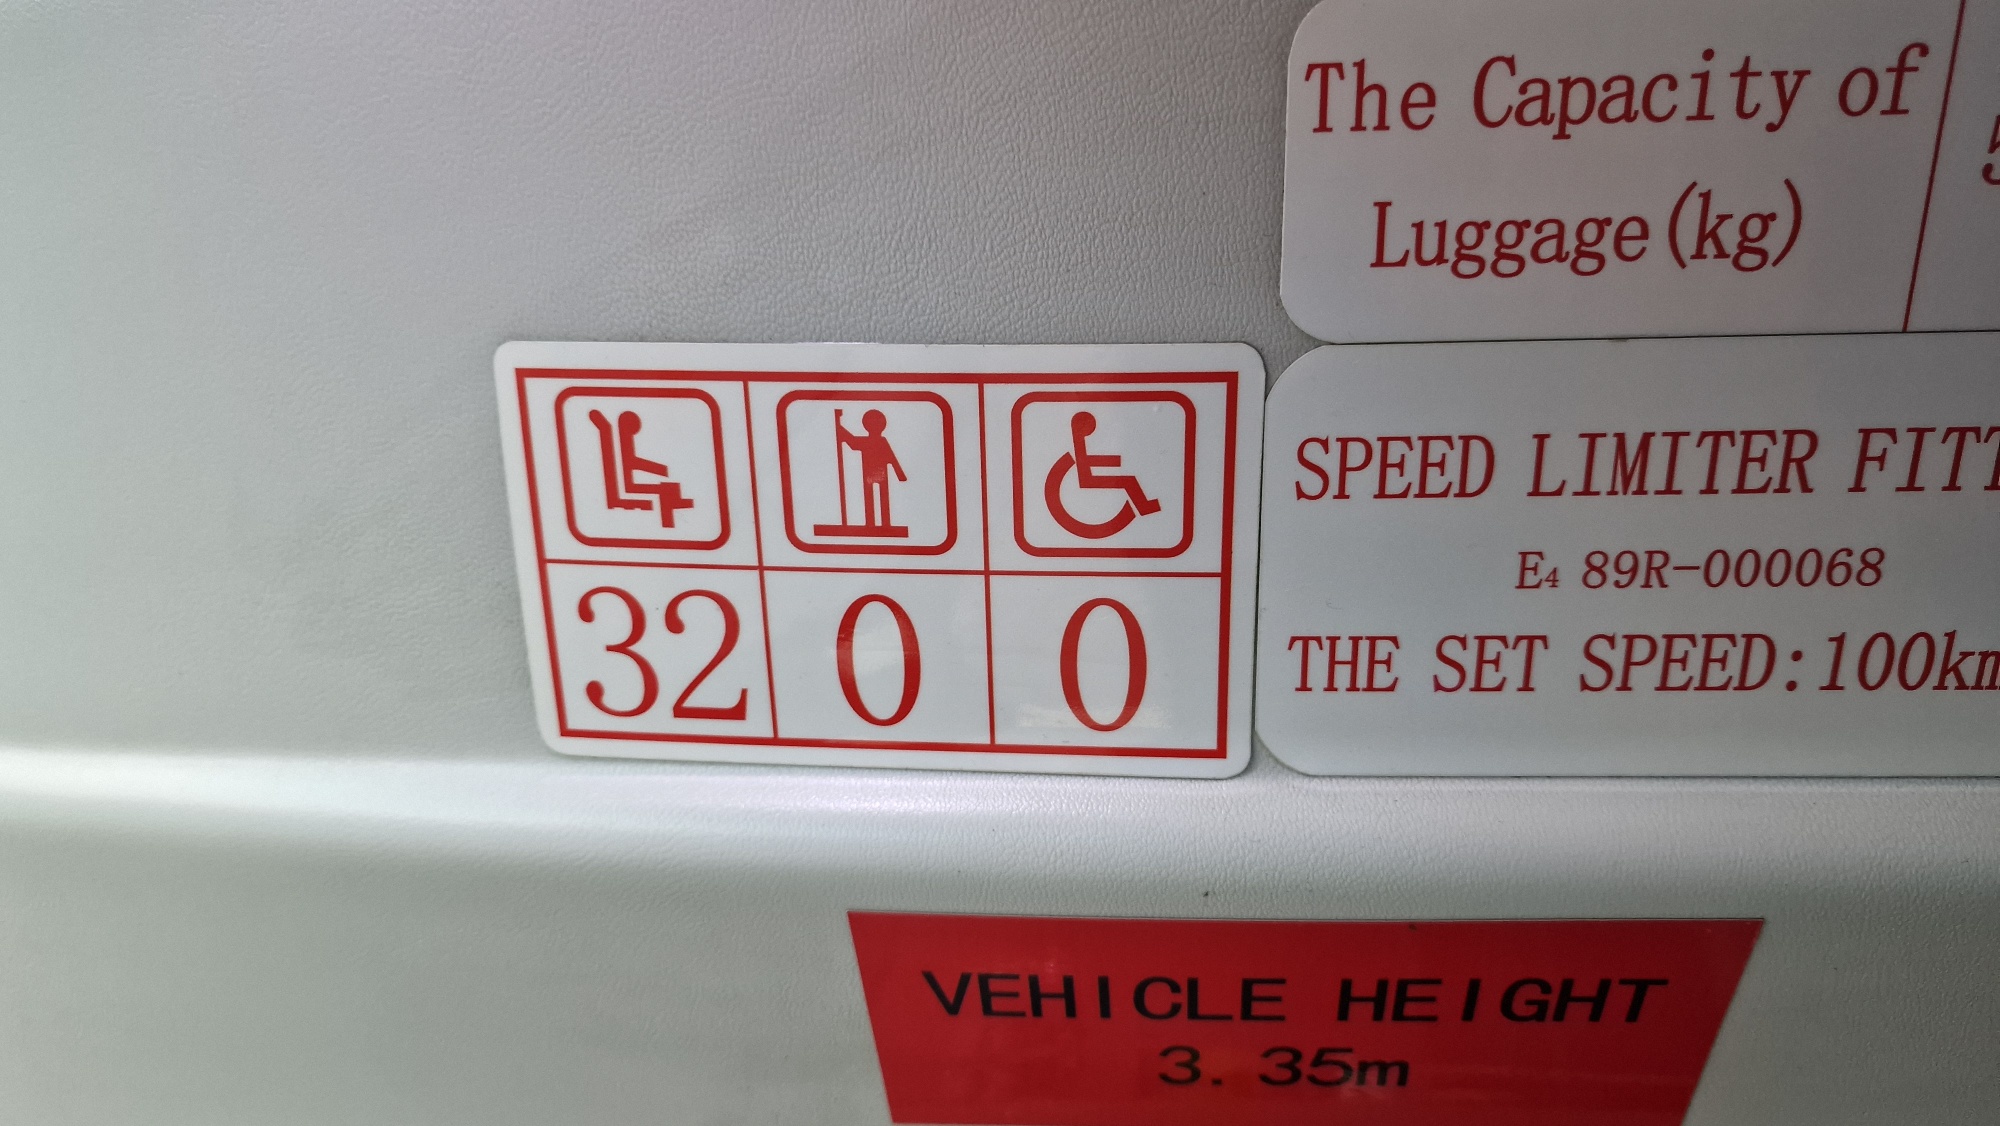 The Capacity of
Luggage(kg)
32 0 0
SPEED LIMITER
E4 89R-000068
THE SET SPEED:100km
VEHICLE HEIGHT
3.35m